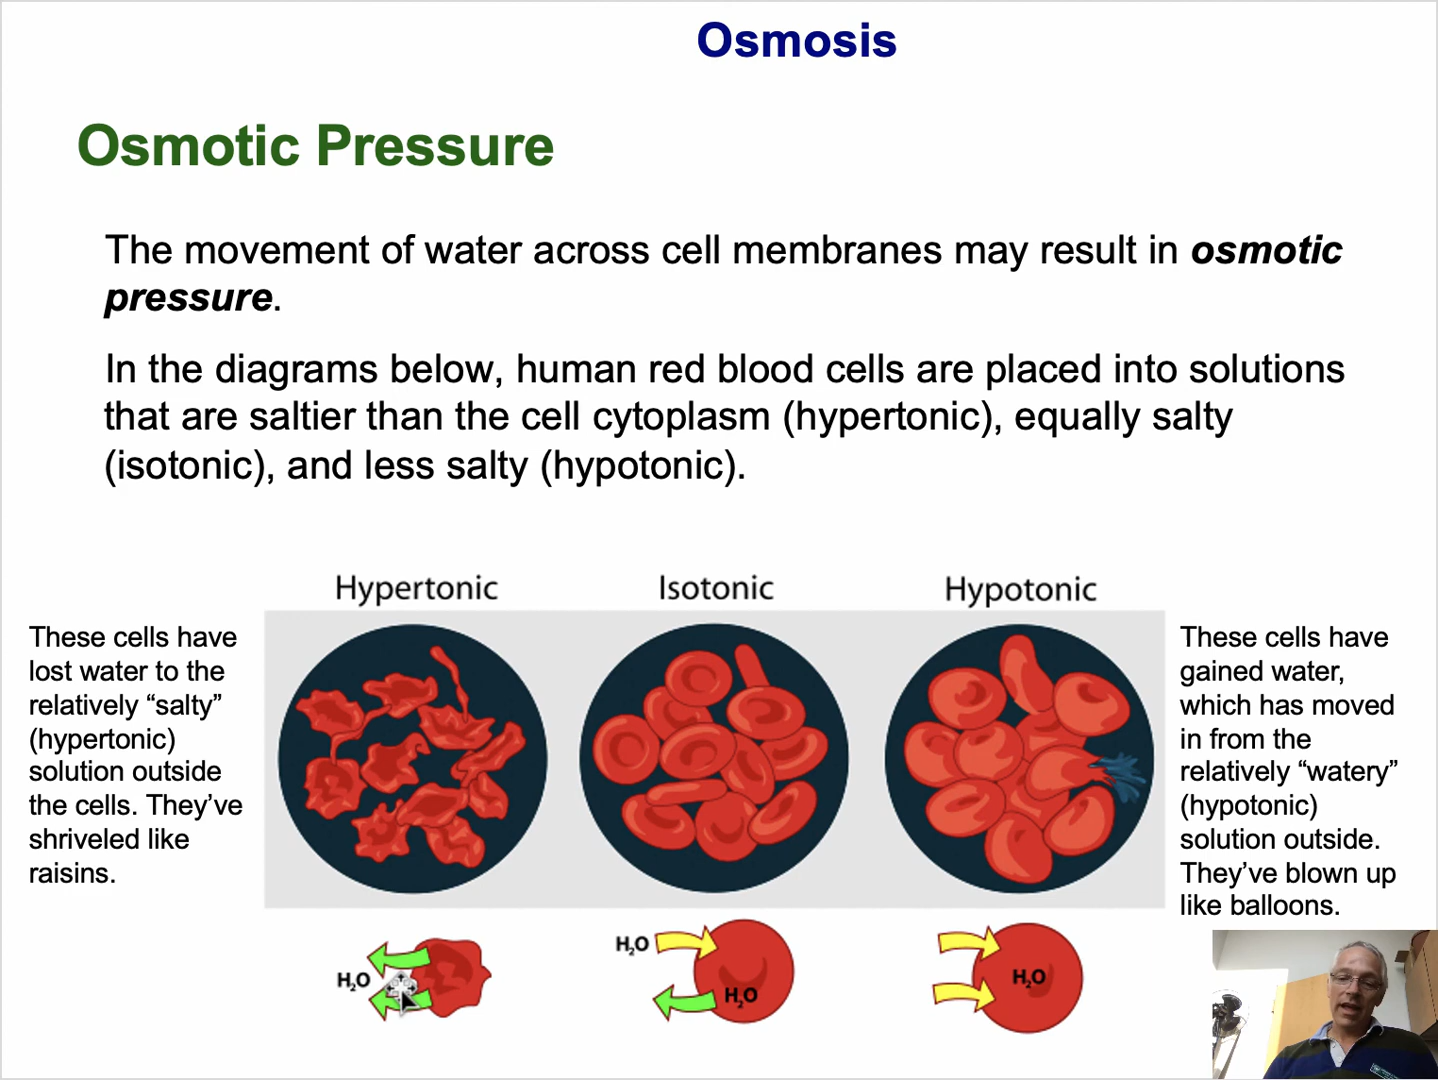 Osmosis
Osmotic Pressure
The movement of water across cell membranes may result in osmotic
pressure.
In the diagrams below, human red blood cells are placed into solutions
that are saltier than the cell cytoplasm (hypertonic), equally salty
(isotonic), and less salty (hypotonic).
Hypertonic
Isotonic
Hypotonic
These cells have
lost water to the
relatively “salty”
(hypertonic)
solution outside
the cells. They’ve
shriveled like
raisins.
These cells have
gained water,
which has moved
in from the
relatively “watery”
(hypotonic)
solution outside.
They’ve blown up
like balloons.
H₂O
H₂O
H₂O
H₂O